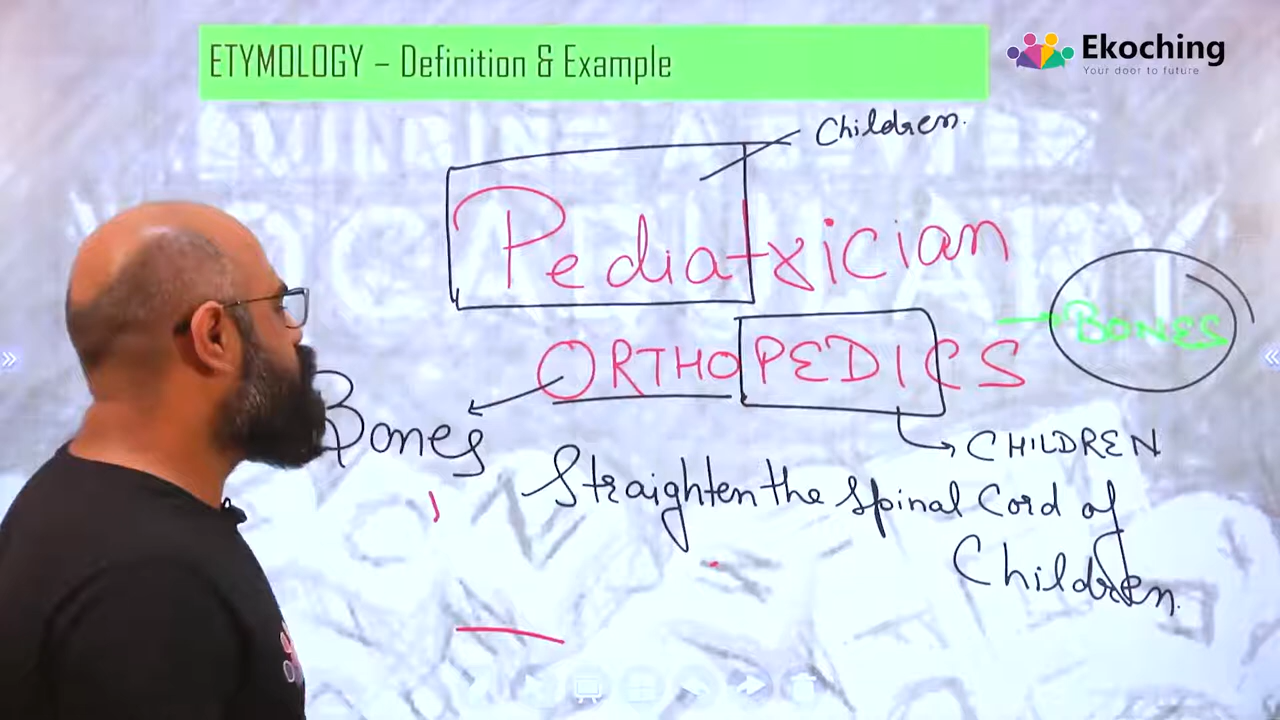 ETYMOLOGY – Definition & Example
Ekoching
Your door to future
Children.
Pediatrician
ORTHOPEDICS
BONES
Bones
CHILDREN
Straighten the Spinal Cord of
Children.